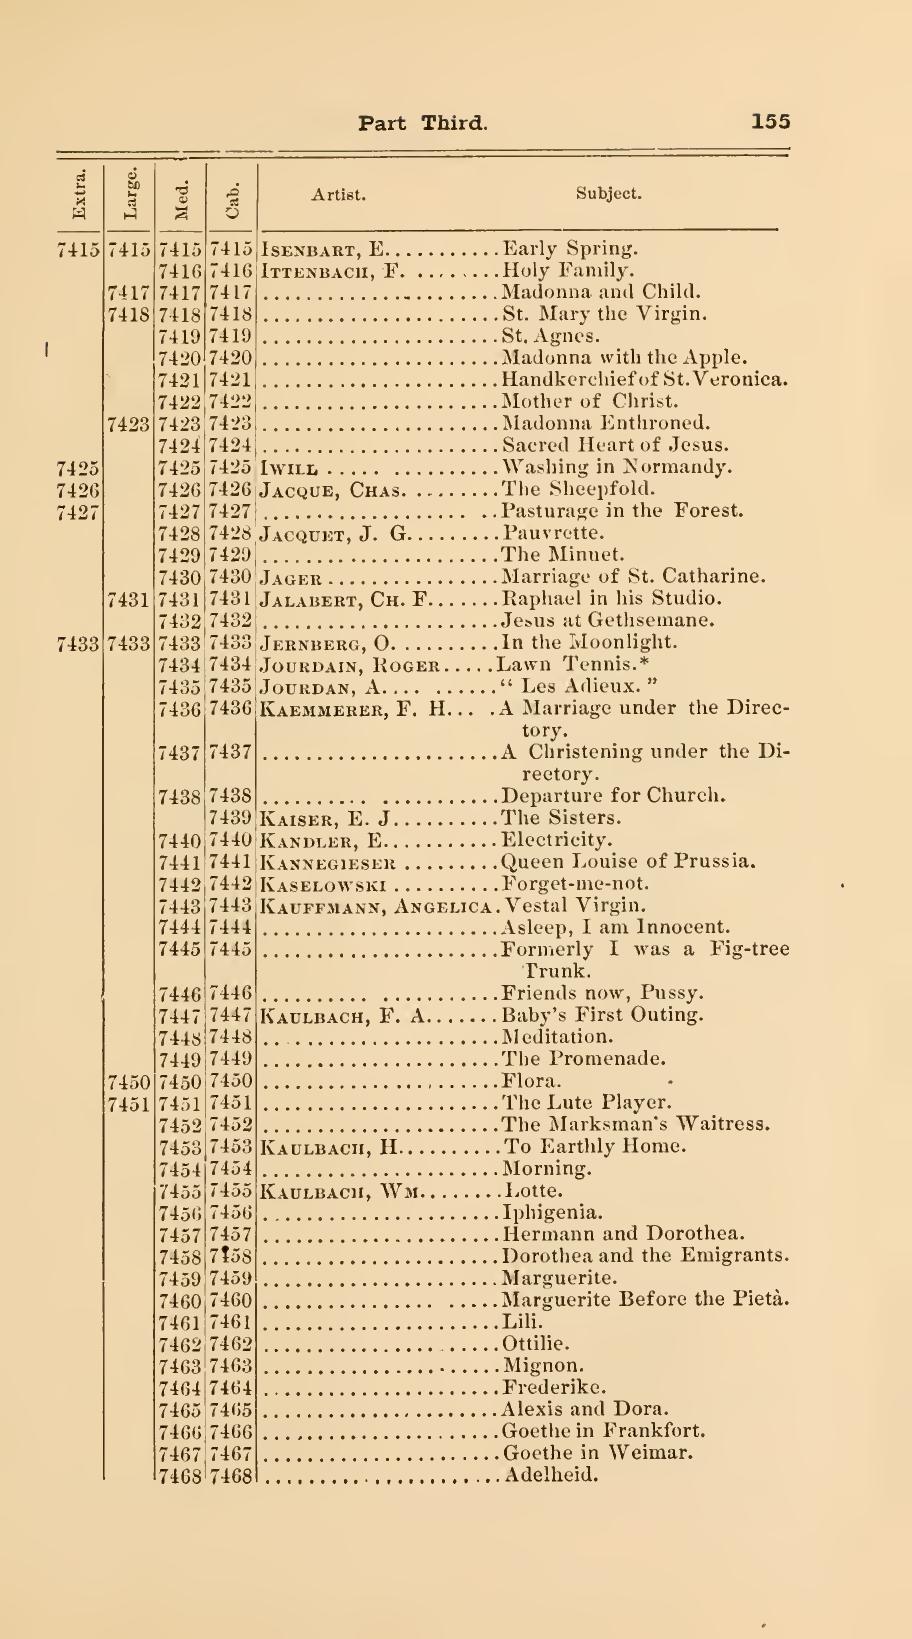 Part Third. 155
Extra. Large. Med. Cab. Artist. Subject.
7415 7415 7415 7415 ISENBART, E..........Early Spring.
7416 7416 ITTENBACH, F. .......Holy Family.
7417 7417 7417 ......................Madonna and Child.
7418 7418 7418 ......................St. Mary the Virgin.
7419 7419 ......................St. Agnes.
7420 7420 ......................Madonna with the Apple.
7421 7421 ......................Handkerchief of St. Veronica.
7422 7422 ......................Mother of Christ.
7423 7423 7423 ......................Madonna Enthroned.
7424 7424 ......................Sacred Heart of Jesus.
7425 7425 7425 IWILL ..... ..........Washing in Normandy.
7426 7426 7426 JACQUE, CHAS. .........The Sheepfold.
7427 7427 7427 ................... ..Pasturage in the Forest.
7428 7428 JACQUET, J. G.........Pauvrette.
7429 7429 ......................The Minuet.
7430 7430 JAGER ................Marriage of St. Catharine.
7431 7431 7431 JALABERT, CH. F.......Raphael in his Studio.
7432 7432 ......................Jesus at Gethsemane.
7433 7433 7433 7433 JERNBERG, O..........In the Moonlight.
7434 7434 JOURDAIN, ROGER.....Lawn Tennis.*
7435 7435 JOURDAN, A.... ......“ Les Adieux. ”
7436 7436 KAEMMERER, F. H... .A Marriage under the Direc-
tory.
7437 7437 ......................A Christening under the Di-
rectory.
7438 7438 .......... ...........Departure for Church.
7439 KAISER, E. J..........The Sisters.
7440 7440 KANDLER, E..........Electricity.
7441 7441 KANNEGIESER .........Queen Louise of Prussia.
7442 7442 KASELOWSKI ..........Forget-me-not.
7443 7443 KAUFFMANN, ANGELICA.Vestal Virgin.
7444 7444 ......................Asleep, I am Innocent.
7445 7445 ......................Formerly I was a Fig-tree
Trunk.
7446 7446 .......... ...........Friends now, Pussy.
7447 7447 KAULBACH, F. A.......Baby's First Outing.
7448 7448 ......................Meditation.
7449 7449 ......................The Promenade.
7450 7450 7450 ......................Flora.
7451 7451 7451 ......................The Lute Player.
7452 7452 ......................The Marksman's Waitress.
7453 7453 KAULBACH, H..........To Earthly Home.
7454 7454 ......................Morning.
7455 7455 KAULBACH, WM........Lotte.
7456 7456 ......................Iphigenia.
7457 7457 ......................Hermann and Dorothea.
7458 7458 ......................Dorothea and the Emigrants.
7459 7459 ......................Marguerite.
7460 7460 ................ .....Marguerite Before the Pietà.
7461 7461 ......................Lili.
7462 7462 ......................Ottilie.
7463 7463 ......................Mignon.
7464 7464 ......................Frederike.
7465 7465 ......................Alexis and Dora.
7466 7466 ......................Goethe in Frankfort.
7467 7467 ......................Goethe in Weimar.
7468 7468 ......................Adelheid.